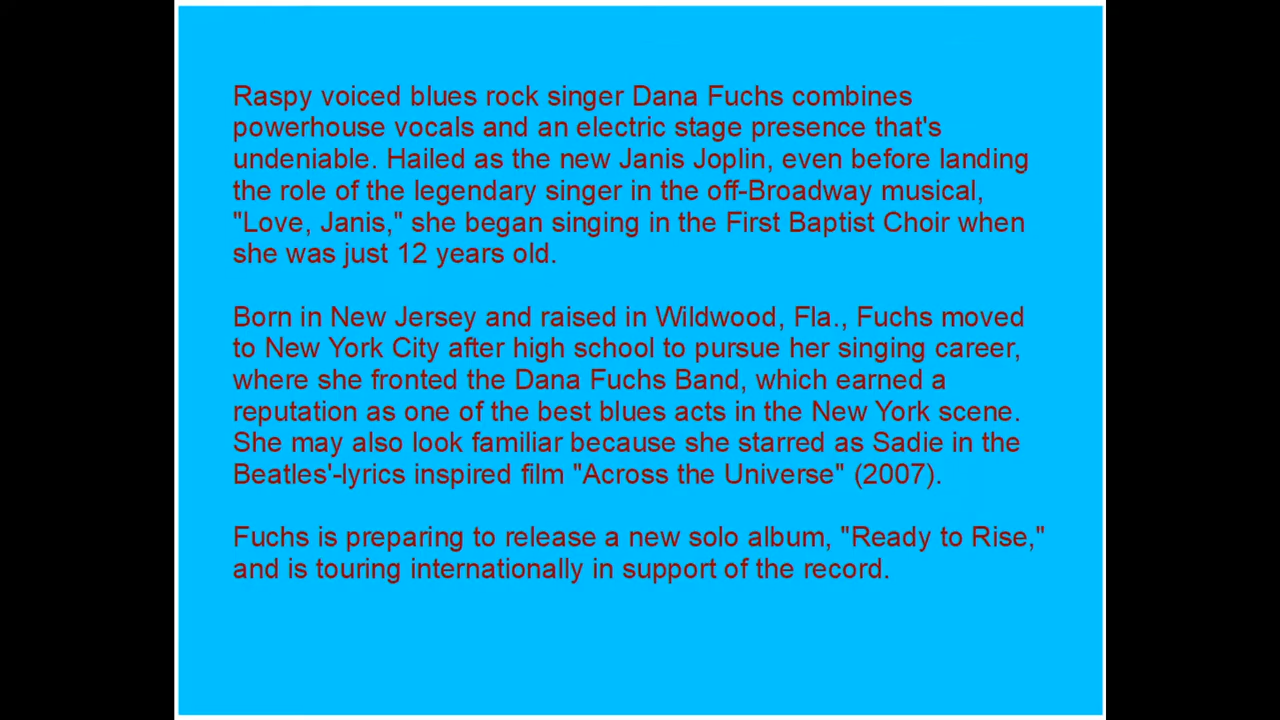 Raspy voiced blues rock singer Dana Fuchs combines
powerhouse vocals and an electric stage presence that's
undeniable. Hailed as the new Janis Joplin, even before landing
the role of the legendary singer in the off-Broadway musical,
"Love, Janis," she began singing in the First Baptist Choir when
she was just 12 years old.
Born in New Jersey and raised in Wildwood, Fla., Fuchs moved
to New York City after high school to pursue her singing career,
where she fronted the Dana Fuchs Band, which earned a
reputation as one of the best blues acts in the New York scene.
She may also look familiar because she starred as Sadie in the
Beatles'-lyrics inspired film "Across the Universe" (2007).
Fuchs is preparing to release a new solo album, "Ready to Rise,"
and is touring internationally in support of the record.